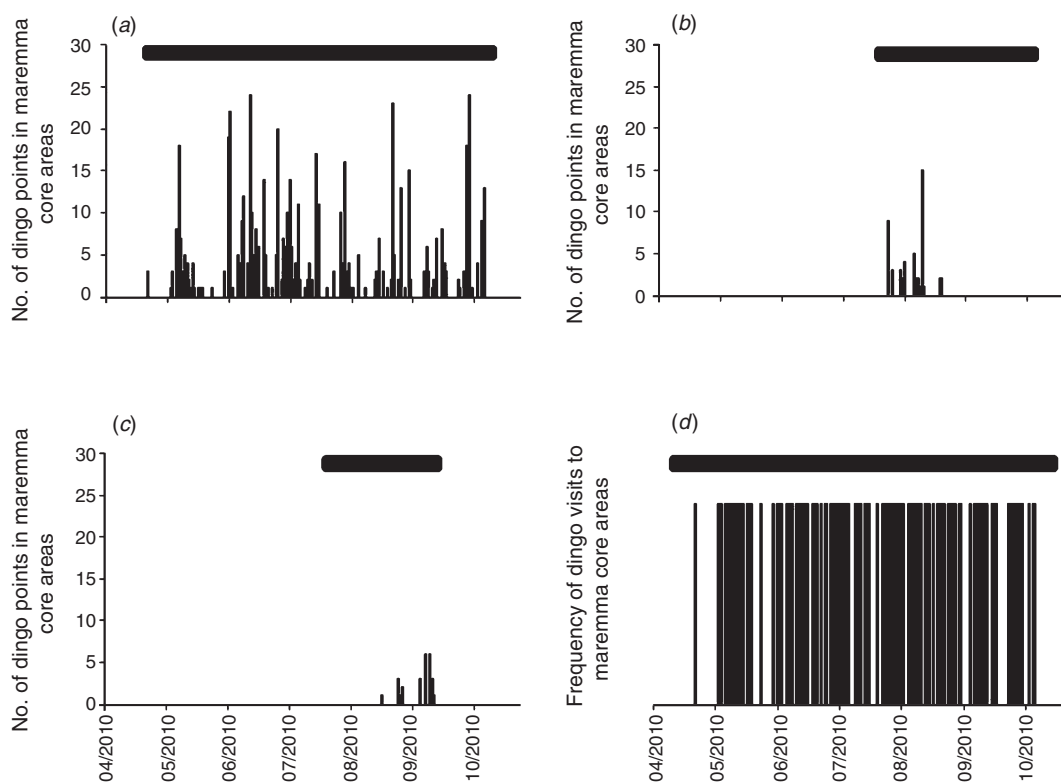 (a)
No. of dingo points in maremma
core areas
30
25
20
15
10
5
0
(b)
No. of dingo points in maremma
core areas
30
25
20
15
10
5
0
(c)
No. of dingo points in maremma
core areas
30
25
20
15
10
5
0
04/2010
05/2010
06/2010
07/2010
08/2010
09/2010
10/2010
(d)
Frequency of dingo visits to
maremma core areas
04/2010
05/2010
06/2010
07/2010
08/2010
09/2010
10/2010